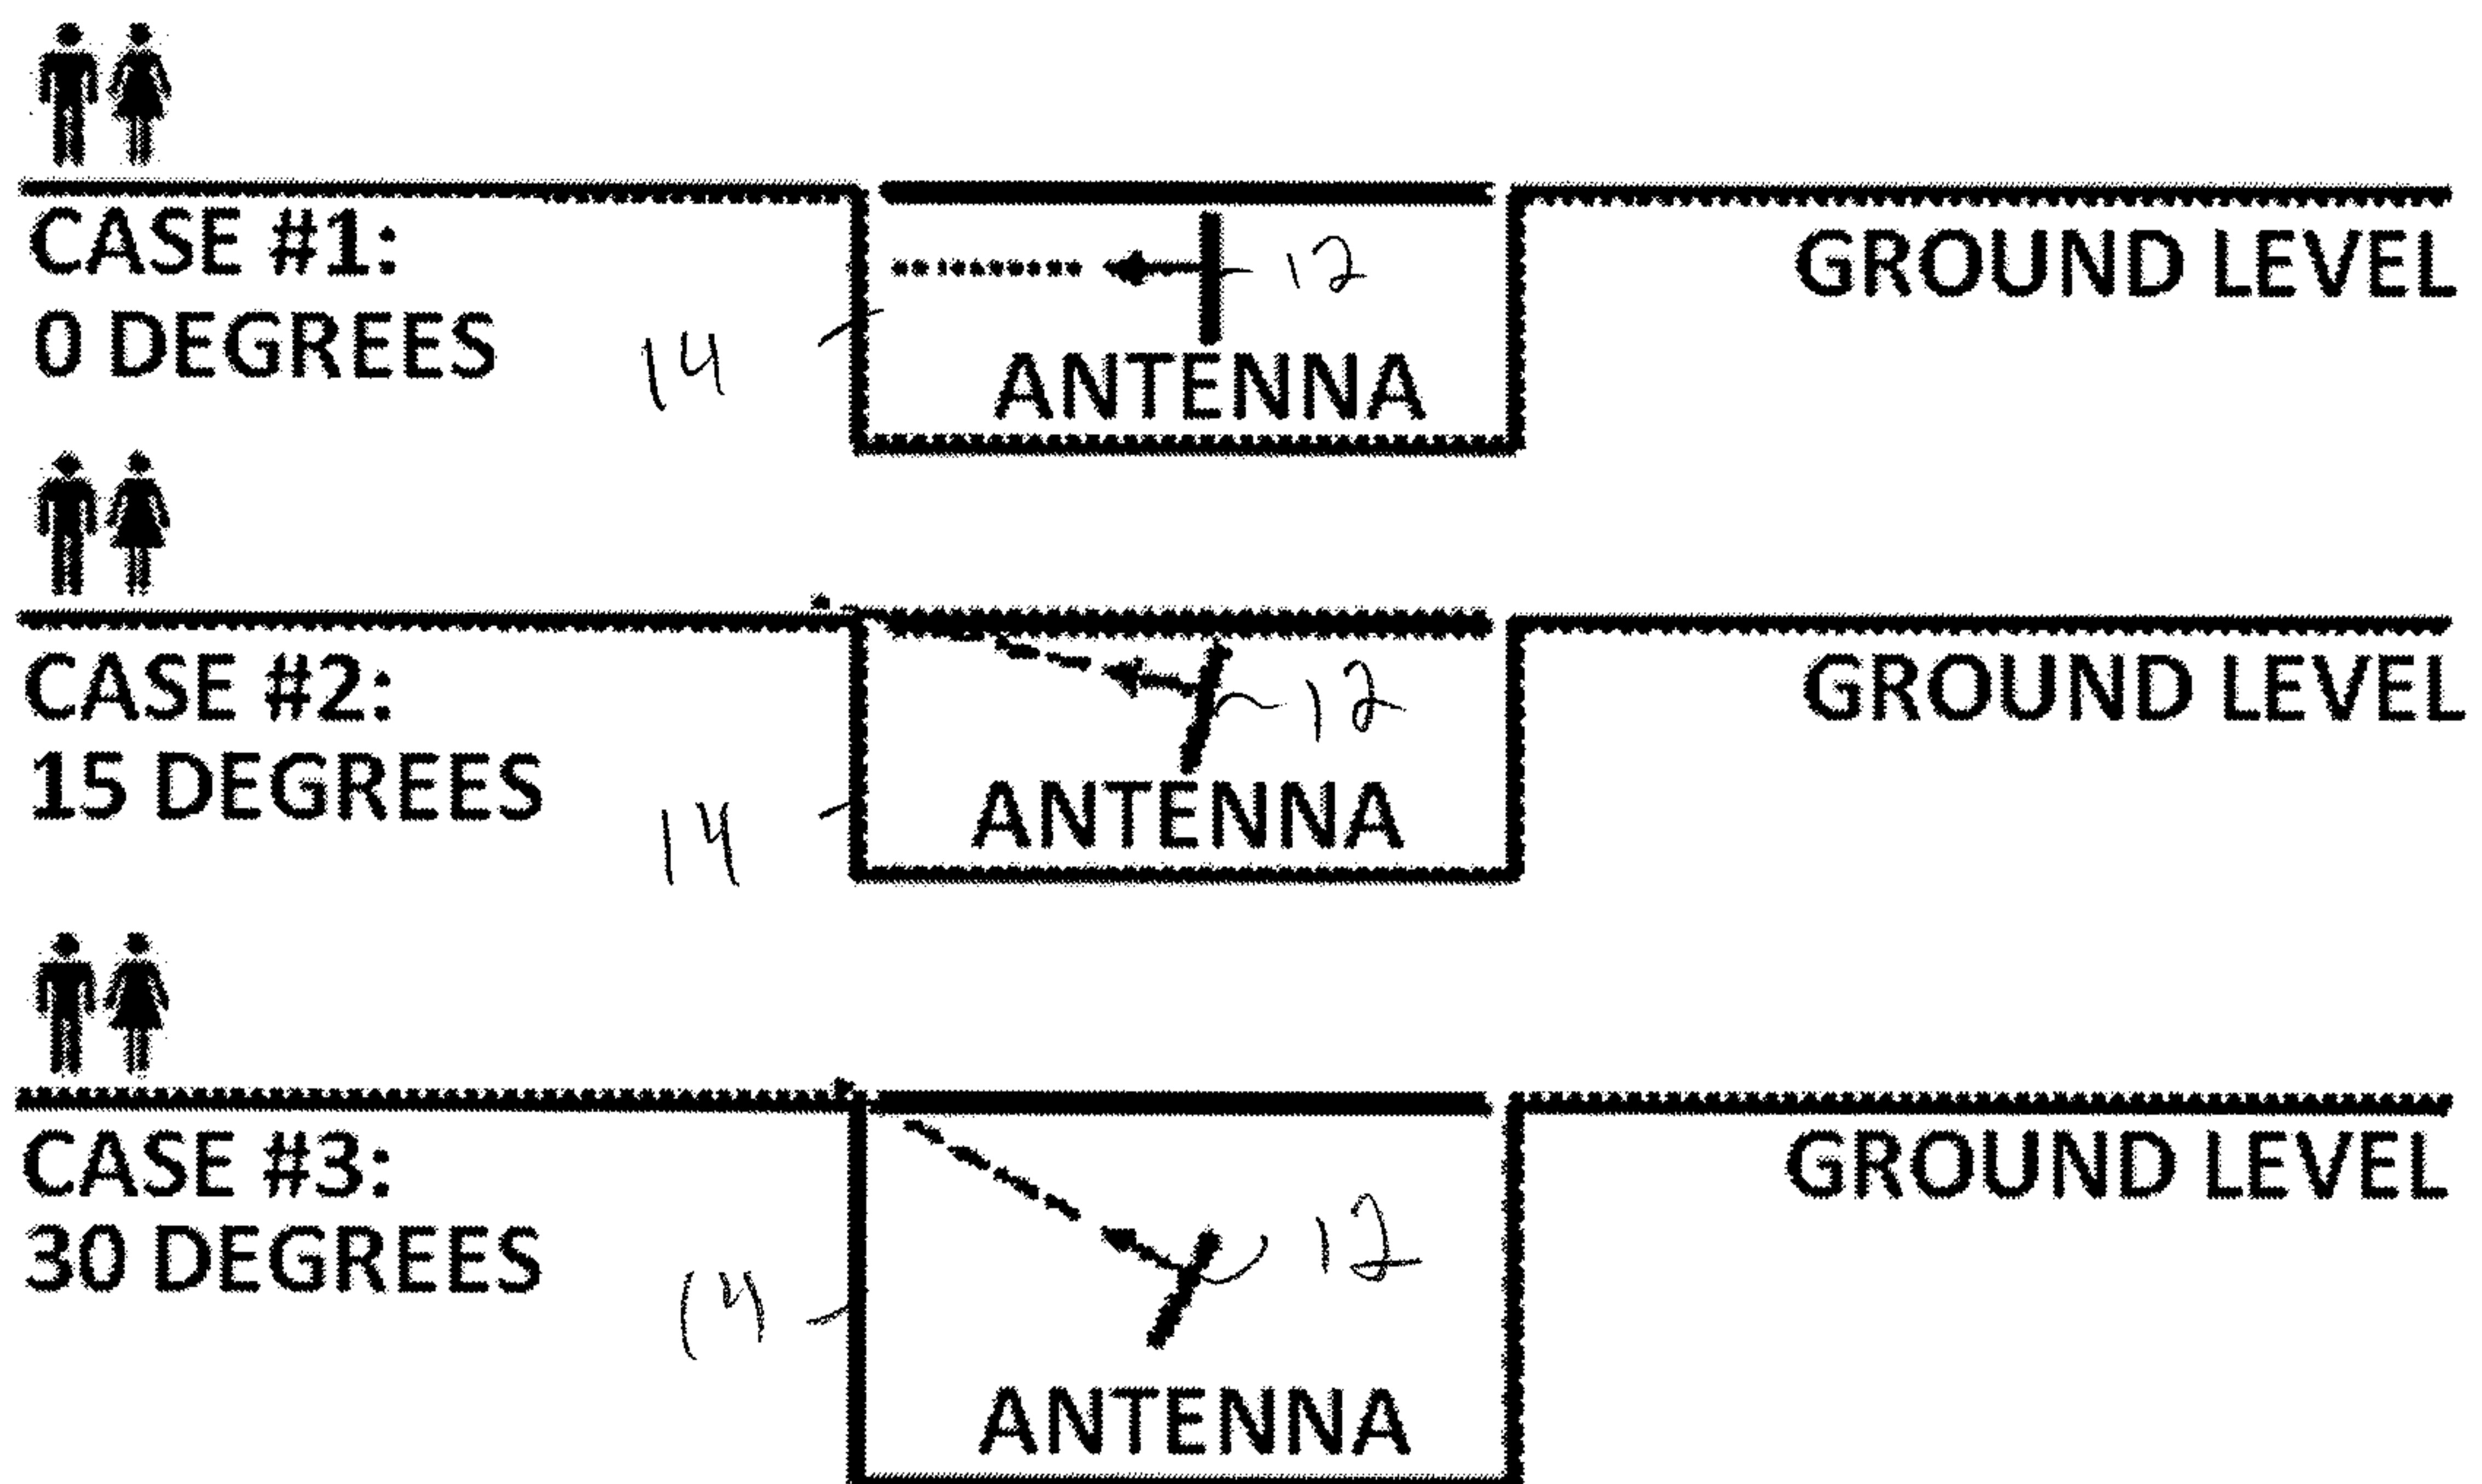 CASE #1:
0 DEGREES
14
12
ANTENNA
GROUND LEVEL
CASE #2:
15 DEGREES
14
12
ANTENNA
GROUND LEVEL
CASE #3:
30 DEGREES
14
12
ANTENNA
GROUND LEVEL